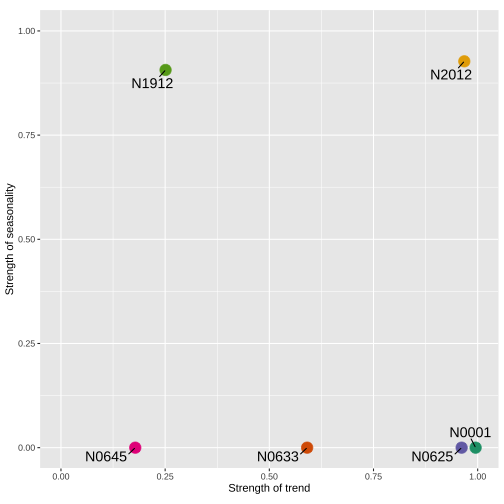 1.00
0.75
0.50
0.25
0.00
Strength of seasonality
N1912
N2012
N0645
N0633
N0625
N0001
0.00
0.25
0.50
0.75
1.00
Strength of trend